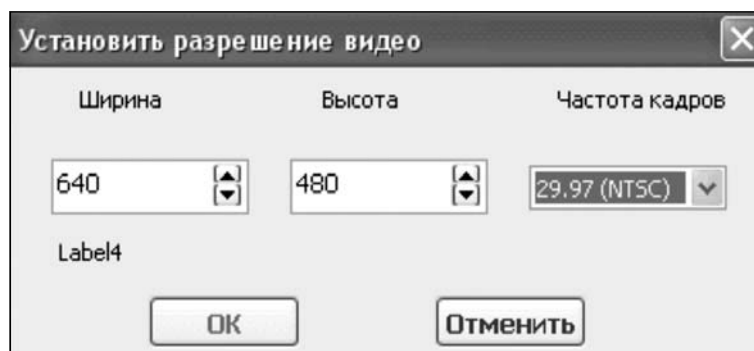 Установить разрешение видео
Ширина Высота Частота кадров
640 480 29.97 (NTSC)
Label4
OK Отменить